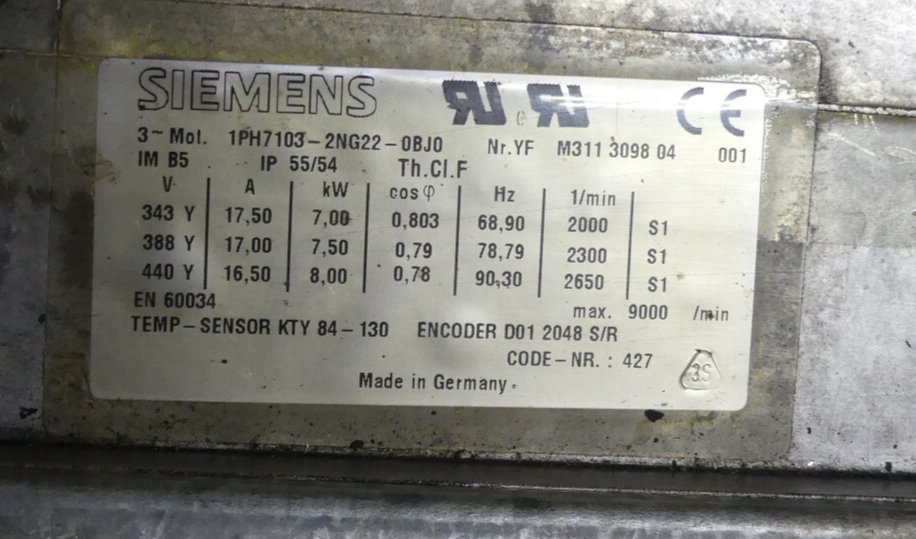 SIEMENS
3~ Mot. 1PH7103-2NG22-0BJ0 Nr.YF M311 3098 04 001
IM B5 IP 55/54 Th.Cl.F
V A kW cosφ Hz 1/min
343 Y 17,50 7,00 0,803 68,90 2000 S1
388 Y 17,00 7,50 0,79 78,79 2300 S1
440 Y 16,50 8,00 0,78 90,30 2650 S1
EN 60034 max. 9000 /min
TEMP-SENSOR KTY 84-130 ENCODER D01 2048 S/R
CODE-NR.: 427
3S
Made in Germany